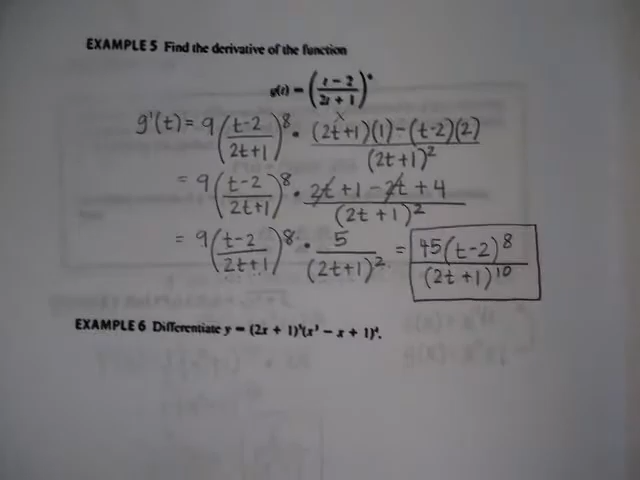 EXAMPLE 5 Find the derivative of the function
g(t) = ((t − 2)/(2t + 1))
g'(t) = 9 ((t-2)/(2t+1))^8 · ((2t+1)(1) - (t-2)(2))/((2t+1)^2)
= 9 ((t-2)/(2t+1))^8 · (2t + 1 - 2t + 4)/((2t+1)^2)
= 9 ((t-2)/(2t+1))^8 · 5/((2t+1)^2) = 45(t-2)^8/(2t+1)^10
EXAMPLE 6 Differentiate y = (2x + 1)^5(x^3 − x + 1)^4.